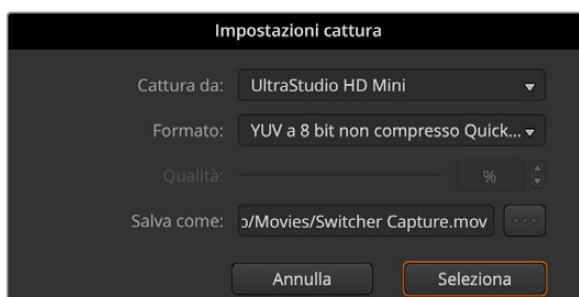 Impostazioni cattura
Cattura da: UltraStudio HD Mini
Formato: YUV a 8 bit non compresso Quick...
Qualità: %
Salva come: o/Movies/Switcher Capture.mov ...
Annulla Seleziona